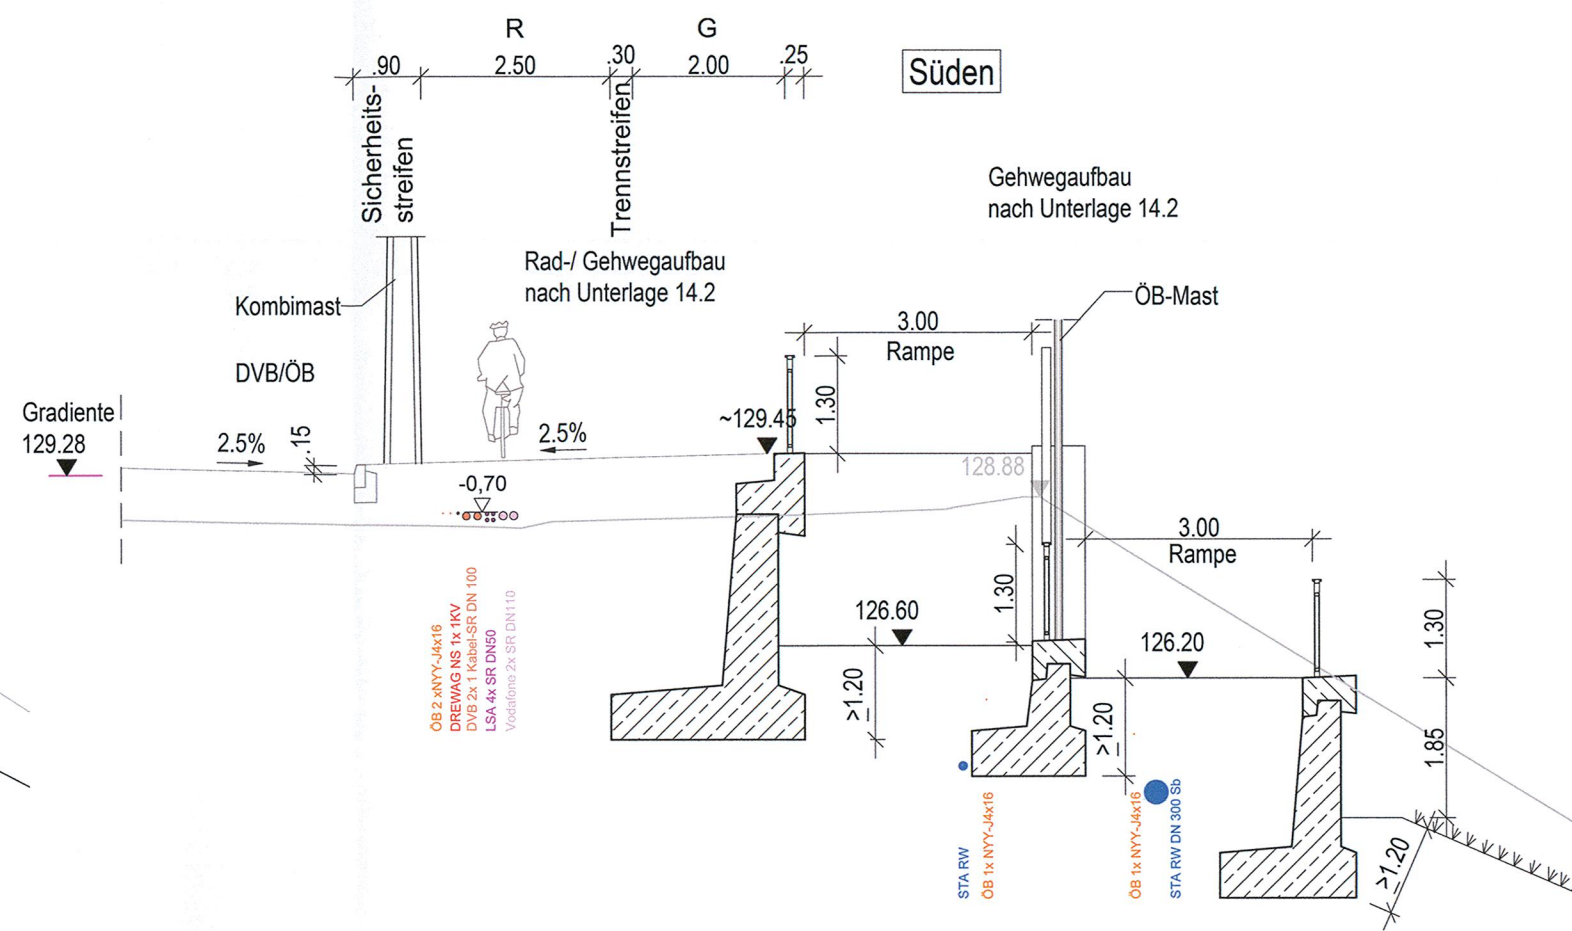 R
G
.90
2.50
.30
2.00
.25
Süden
Sicherheits-
streifen
Trennstreifen
Gehwegaufbau
nach Unterlage 14.2
Rad-/ Gehwegaufbau
nach Unterlage 14.2
Kombimast
ÖB-Mast
3.00
Rampe
DVB/ÖB
Gradiente
129.28
2.5%
.15
2.5%
~129.45
1.30
128.88
-0,70
3.00
Rampe
1.30
1.30
126.60
126.20
ÖB 2 xNYY-J4x16
DREWAG NS 1x 1KV
DVB 2x 1 Kabel-SR DN 100
LSA 4x SR DN50
Vodafone 2x SR DN110
≥1.20
≥1.20
1.85
≥1.20
STA RW
ÖB 1x NYY-J4x16
ÖB 1x NYY-J4x16
STA RW DN 300 Sb